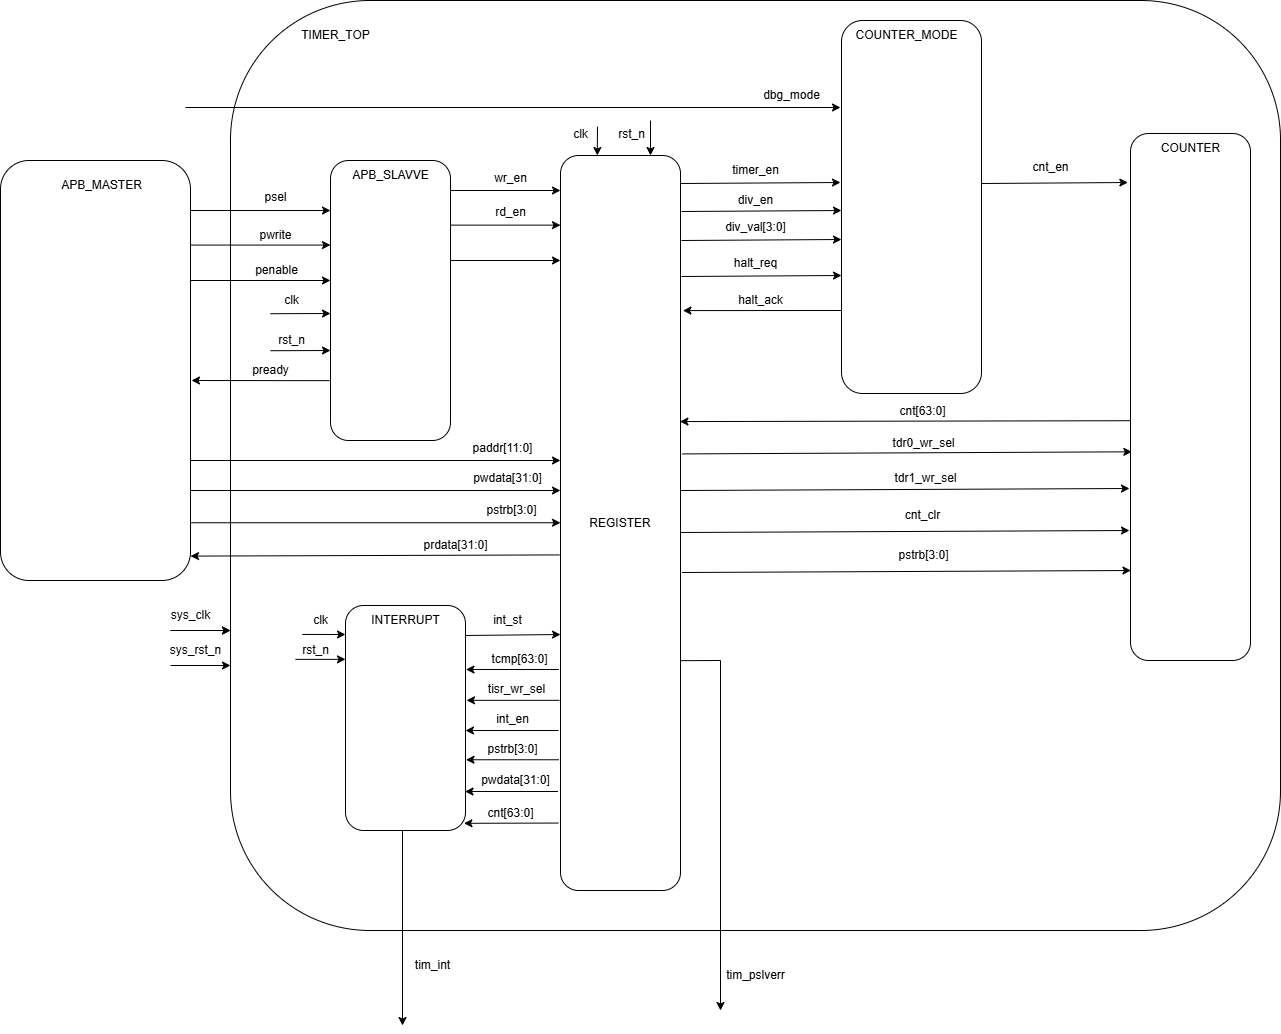 TIMER_TOP
COUNTER_MODE
dbg_mode
clk
rst_n
COUNTER
APB_MASTER
APB_SLAVVE
wr_en
timer_en
cnt_en
psel
rd_en
div_en
pwrite
div_val[3:0]
penable
halt_req
clk
halt_ack
rst_n
pready
cnt[63:0]
paddr[11:0]
tdr0_wr_sel
pwdata[31:0]
tdr1_wr_sel
pstrb[3:0]
cnt_clr
REGISTER
prdata[31:0]
pstrb[3:0]
sys_clk
clk
INTERRUPT
int_st
sys_rst_n
rst_n
tcmp[63:0]
tisr_wr_sel
int_en
pstrb[3:0]
pwdata[31:0]
cnt[63:0]
tim_int
tim_pslverr